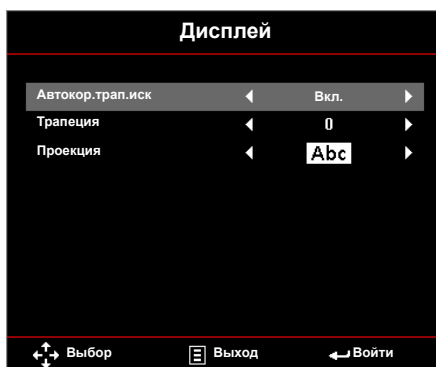 Дисплей
Автокор.трап.иск Вкл.
Трапеция 0
Проекция Abc
Выбор Выход Войти